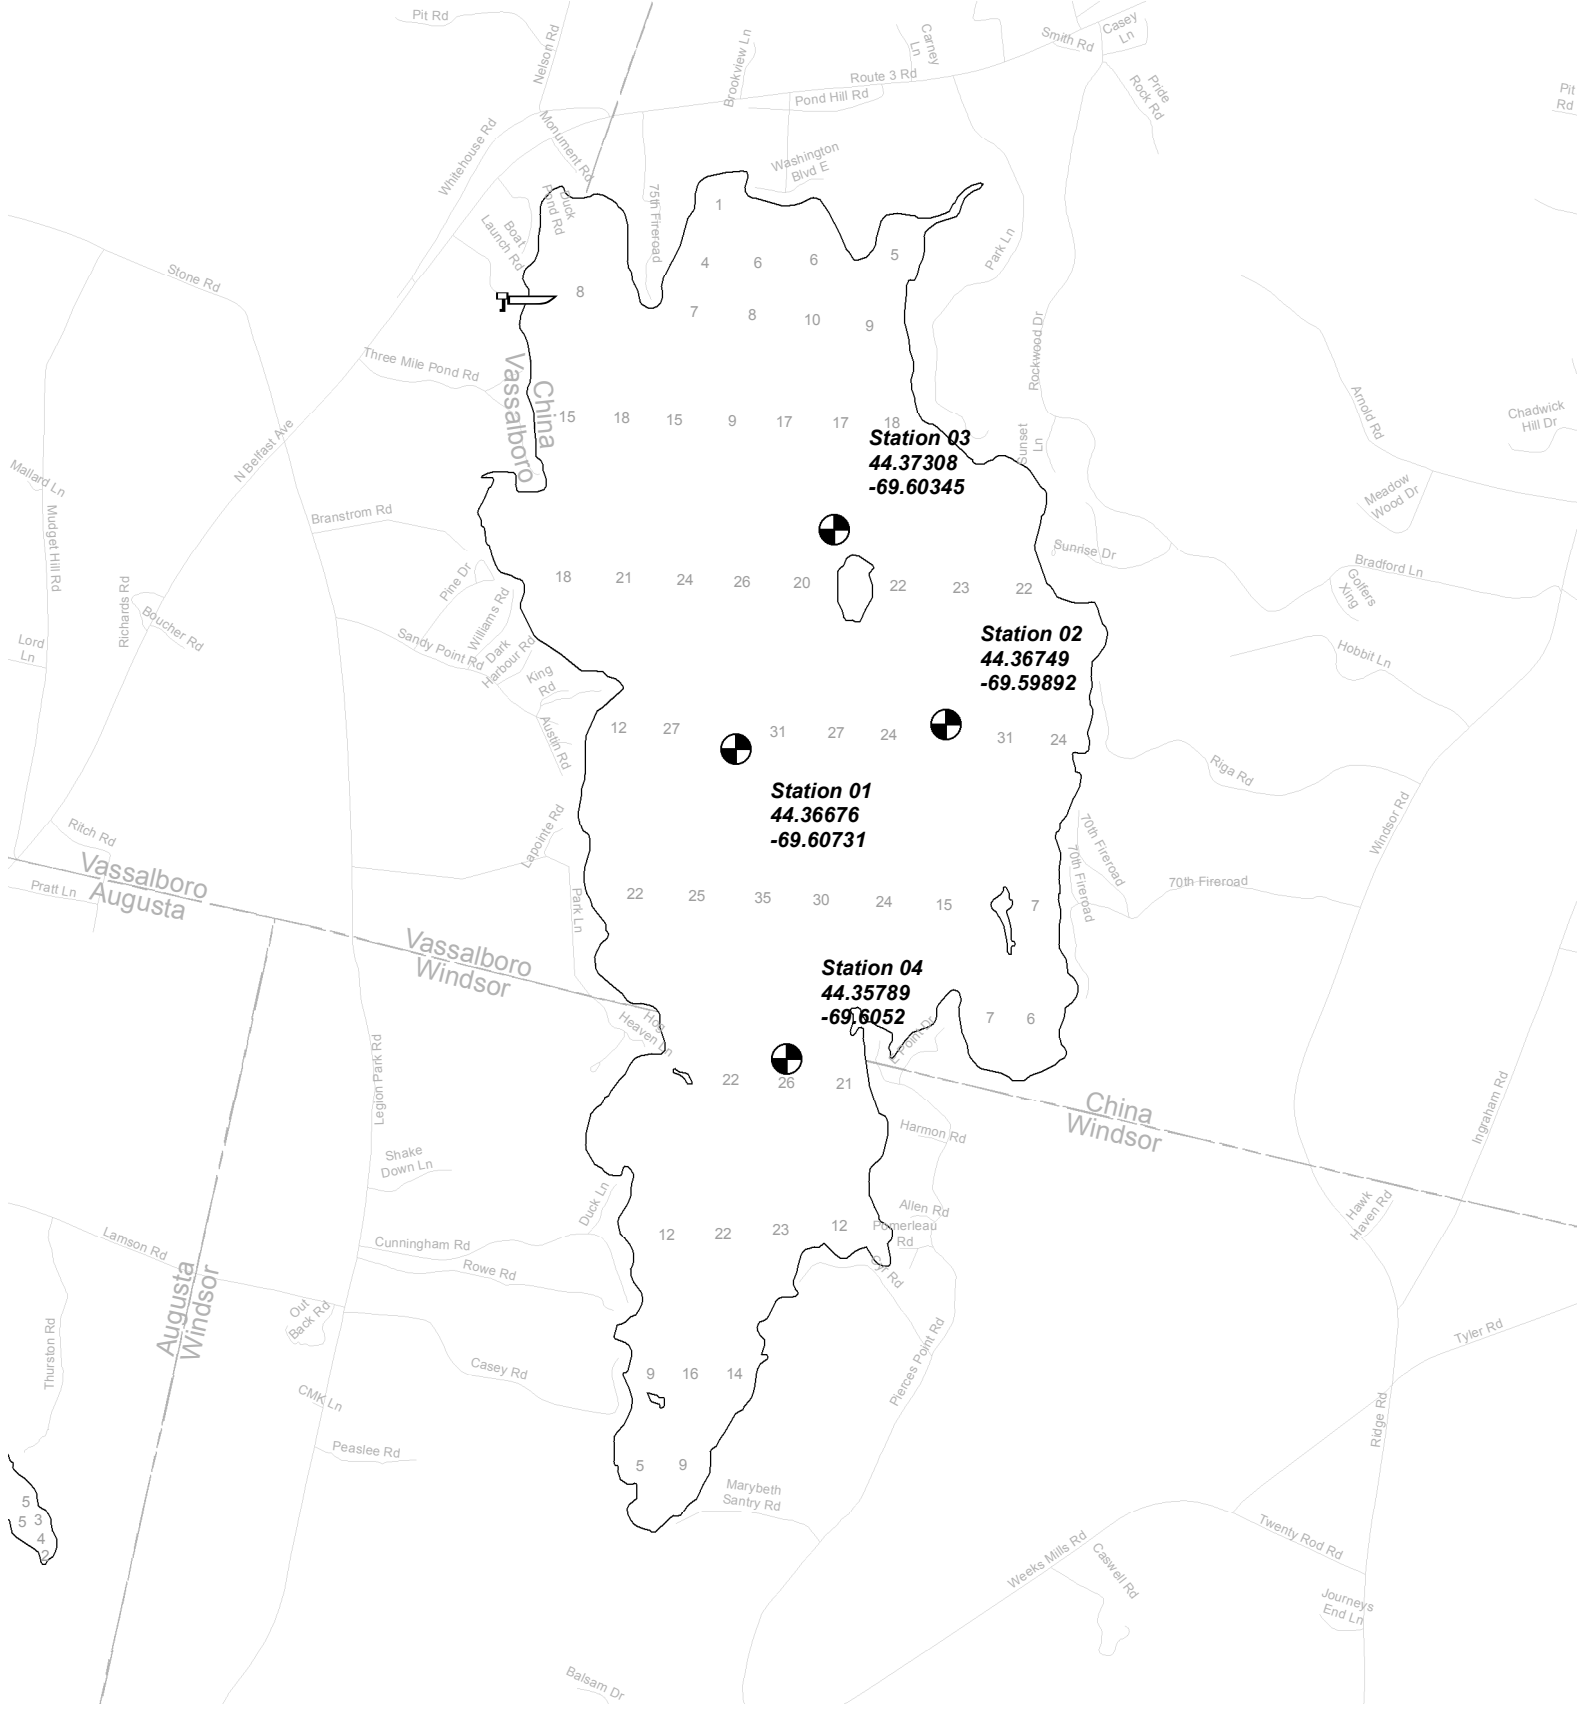 Pit Rd
Nelson Rd
Brookview Ln
Carney
Ln
Smith Rd
Casey
Ln
Route 3 Rd
Pond Hill Rd
Pride
Rock Rd
Pit
Rd
Whitehouse Rd
Monument Rd
Washington
Blvd E
75th Fireroad
Duck
Pond Rd
Boat
Launch Rd
Park Ln
1
4
6
6
5
Stone Rd
8
7
8
10
9
Three Mile Pond Rd
Vassalboro
China
Rockwood Dr
Arnold Rd
Chadwick
Hill Dr
15
18
15
9
17
17
18
Station 03
44.37308
-69.60345
Sunset
Ln
N Belfast Ave
Mallard Ln
Mudget Hill Rd
Branstrom Rd
Meadow
Wood Dr
Sunrise Dr
Bradford Ln
Golfers
Xing
Pine Dr
Williams Rd
Richards Rd
Boucher Rd
18
21
24
26
20
22
23
22
Lord
Ln
Sandy Point Rd
Dark
Harbour Rd
King
Rd
Station 02
44.36749
-69.59892
Hobbit Ln
Austin Rd
12
27
31
27
24
31
24
Riga Rd
Station 01
44.36676
-69.60731
Windsor Rd
Ritch Rd
Lapointe Rd
70th Fireroad
70th Fireroad
70th Fireroad
Vassalboro
Augusta
Pratt Ln
Park Ln
22
25
35
30
24
15
7
Vassalboro
Windsor
Station 04
44.35789
-69.6052
Hog
Heaven Ln
L Point Dr
7
6
Legion Park Rd
22
26
21
China
Windsor
Ingraham Rd
Harmon Rd
Shake
Down Ln
Duck Ln
Allen Rd
Pomerleau
Rd
Hawk
Haven Rd
12
22
23
12
Lamson Rd
Cunningham Rd
Rowe Rd
Cyr Rd
Augusta
Windsor
Out
Back Rd
Thurston Rd
Tyler Rd
Pierces Point Rd
Casey Rd
9
16
14
CMK Ln
Ridge Rd
Peaslee Rd
5
9
Marybeth
Santry Rd
5
5
3
4
2
Twenty Rod Rd
Weeks Mills Rd
Caswell Rd
Journeys
End Ln
Balsam Dr